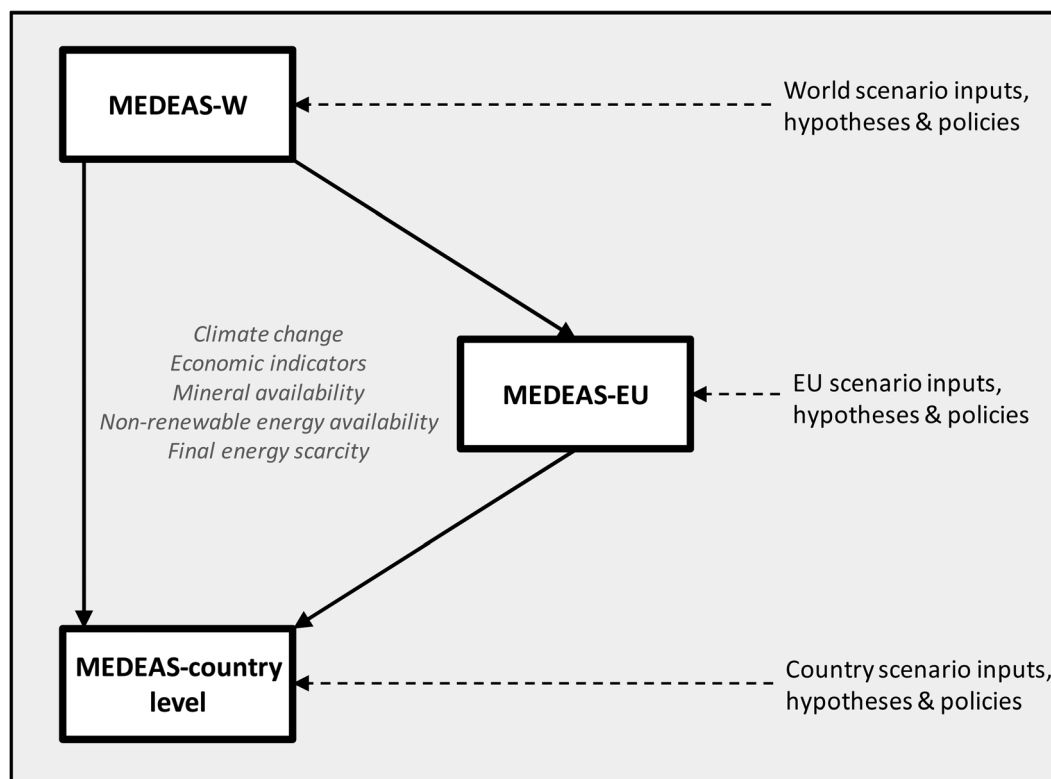 MEDEAS-W
World scenario inputs,
hypotheses & policies
Climate change
Economic indicators
Mineral availability
Non-renewable energy availability
Final energy scarcity
MEDEAS-EU
EU scenario inputs,
hypotheses & policies
MEDEAS-country
level
Country scenario inputs,
hypotheses & policies